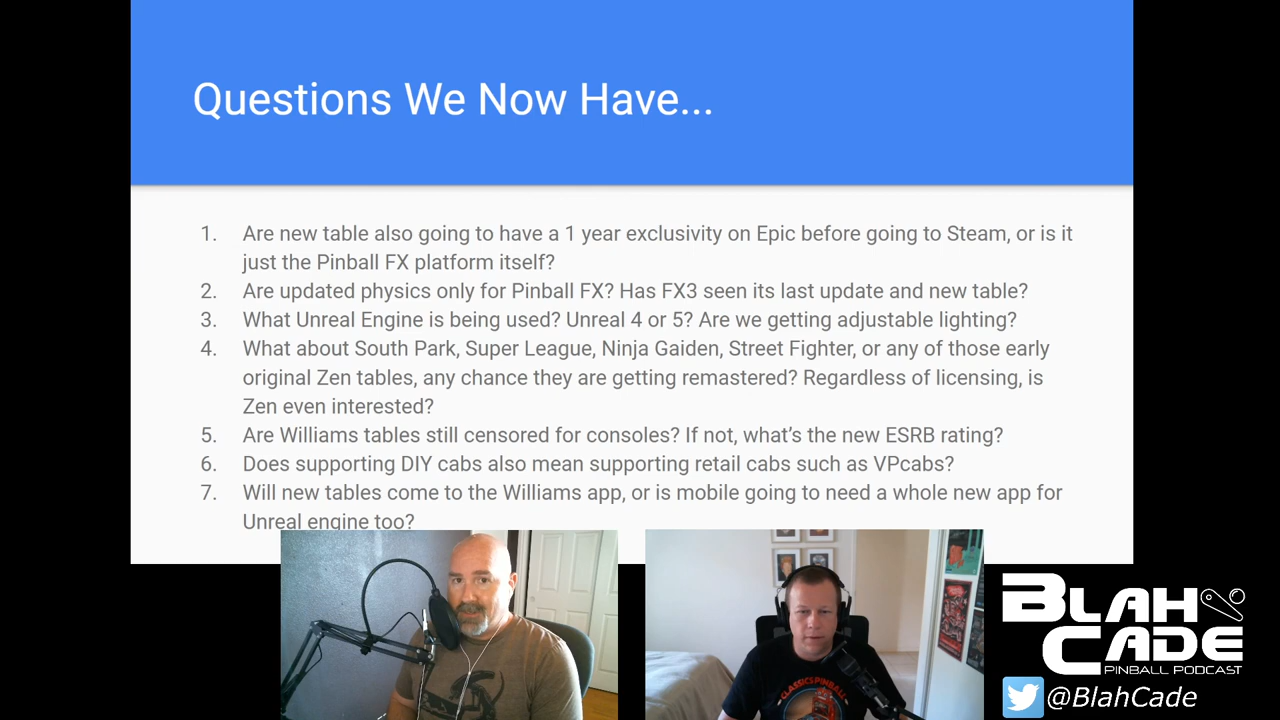 Questions We Now Have...
1. Are new table also going to have a 1 year exclusivity on Epic before going to Steam, or is it
just the Pinball FX platform itself?
2. Are updated physics only for Pinball FX? Has FX3 seen its last update and new table?
3. What Unreal Engine is being used? Unreal 4 or 5? Are we getting adjustable lighting?
4. What about South Park, Super League, Ninja Gaiden, Street Fighter, or any of those early
original Zen tables, any chance they are getting remastered? Regardless of licensing, is
Zen even interested?
5. Are Williams tables still censored for consoles? If not, what's the new ESRB rating?
6. Does supporting DIY cabs also mean supporting retail cabs such as VPcabs?
7. Will new tables come to the Williams app, or is mobile going to need a whole new app for
Unreal engine too?
CLASSICS PINBALL
BLAH
CADE
PINBALL PODCAST
@BlahCade